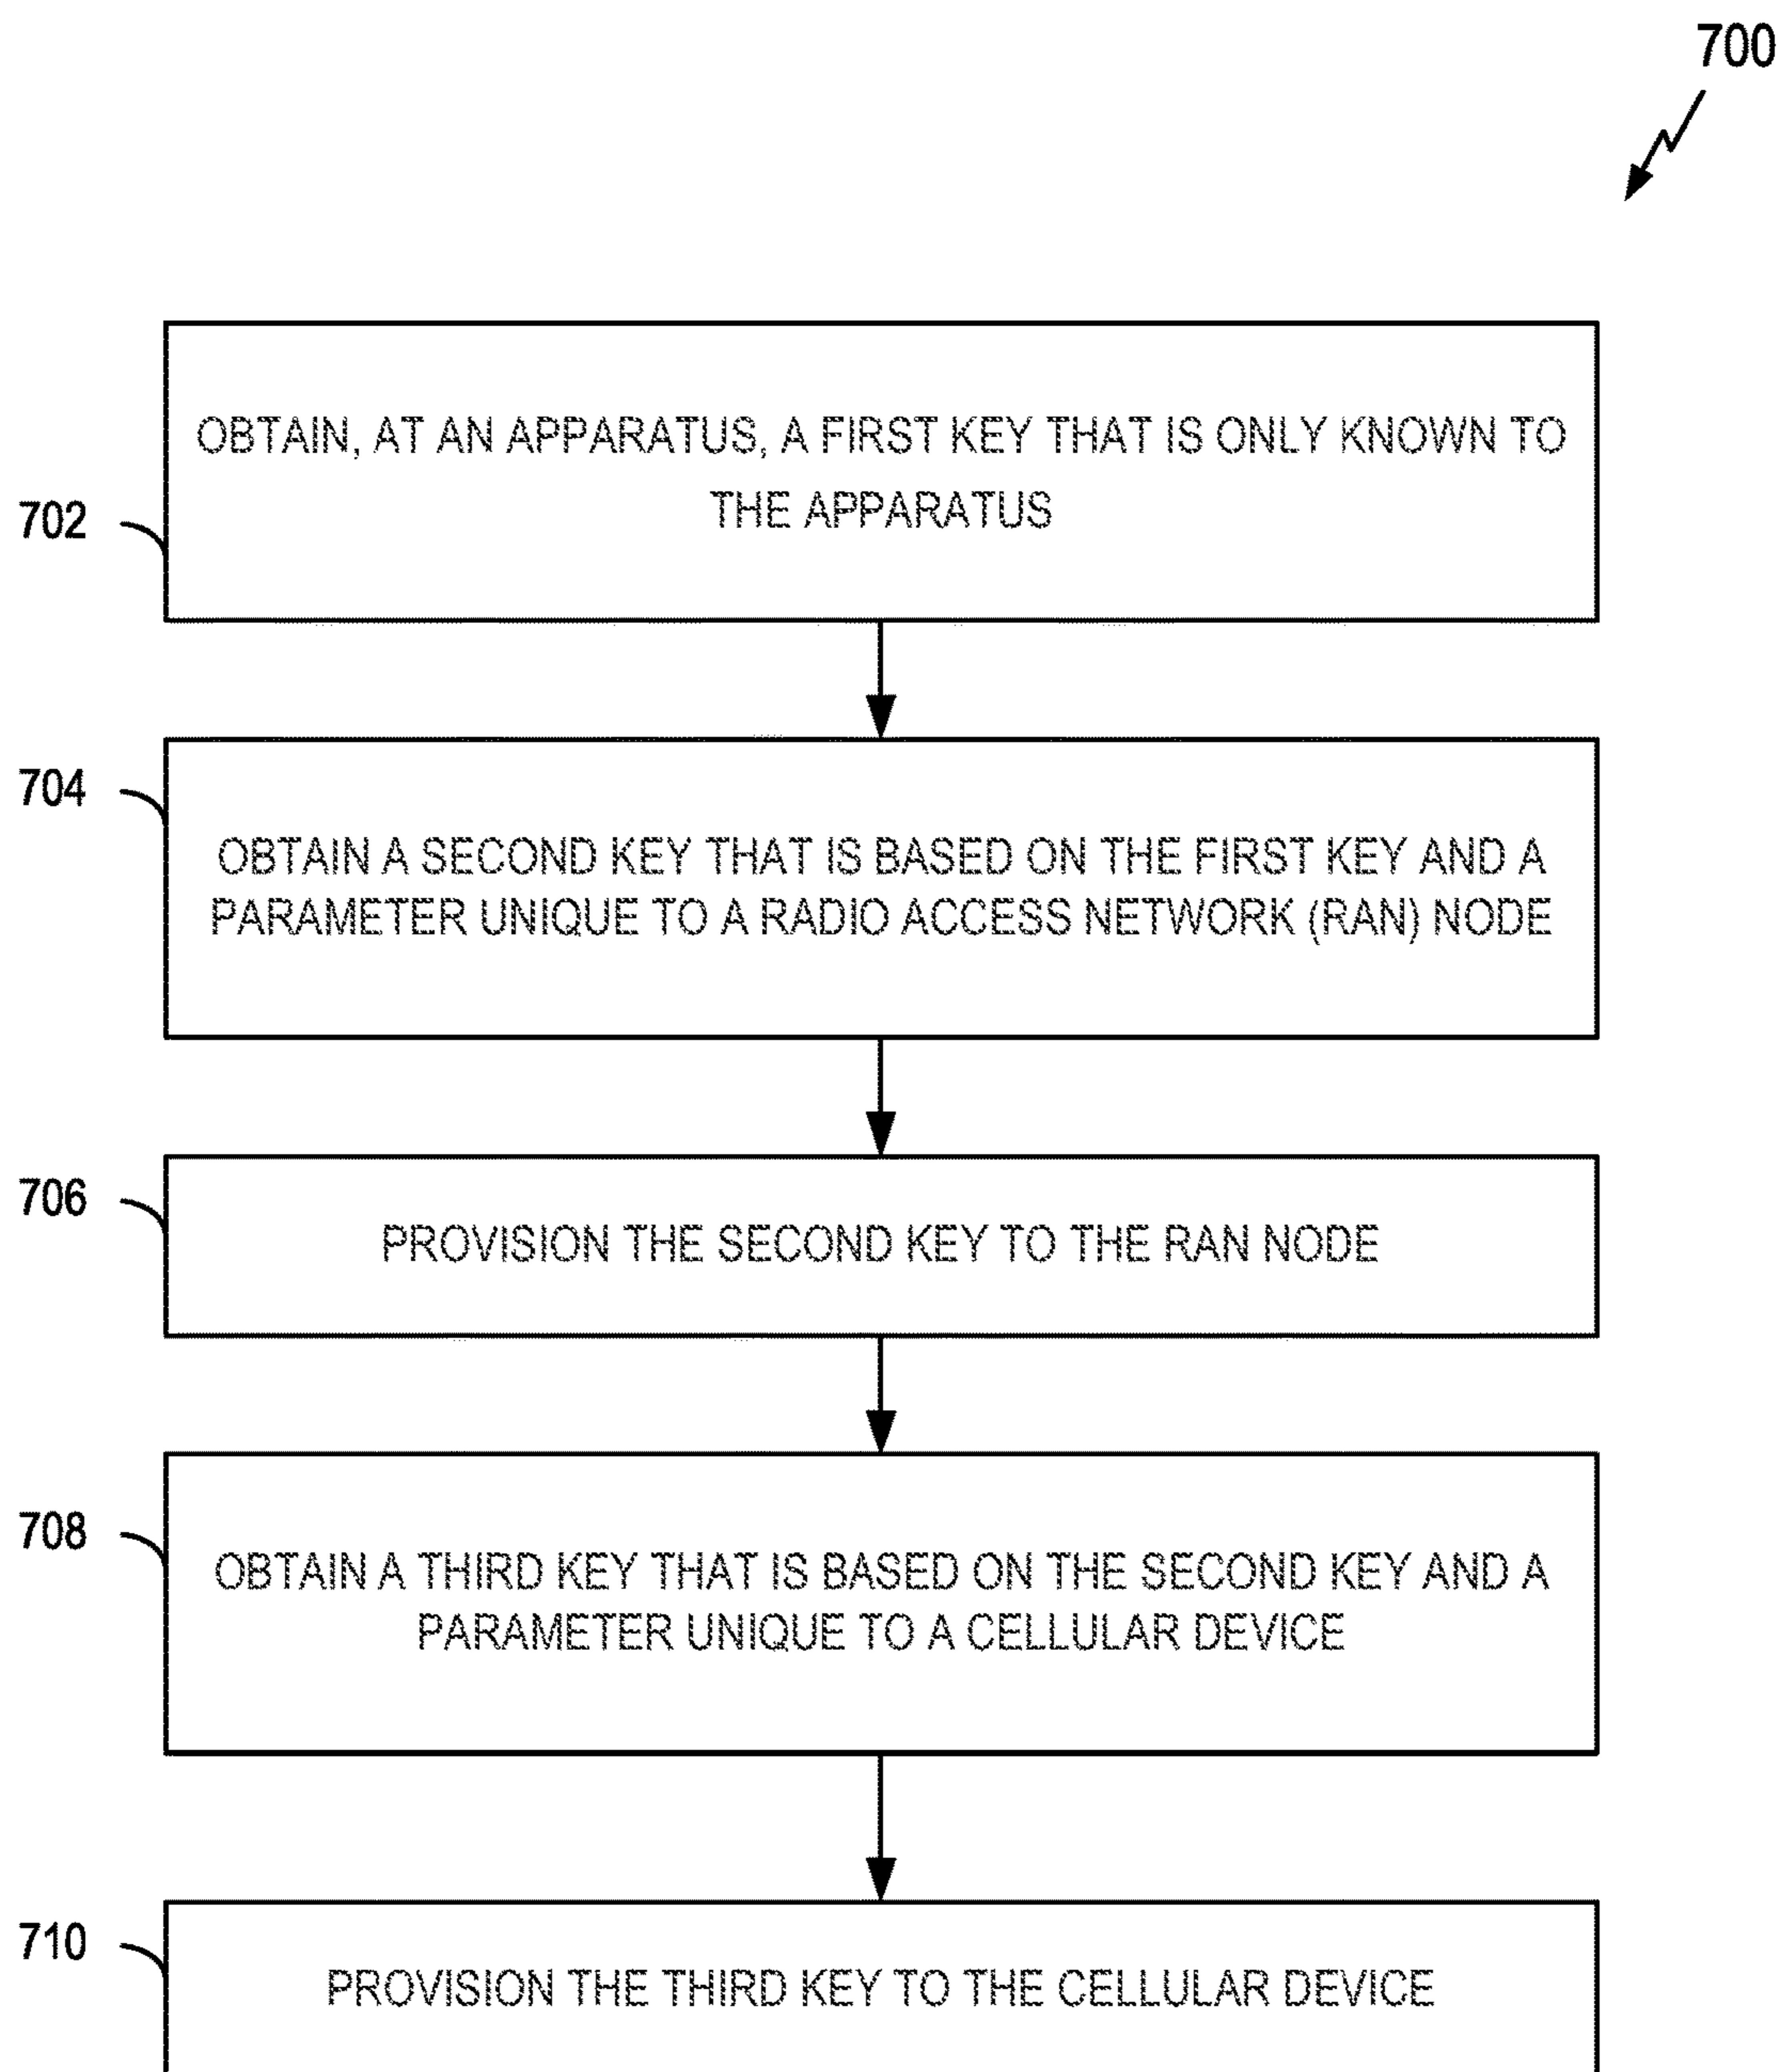 700
OBTAIN, AT AN APPARATUS, A FIRST KEY THAT IS ONLY KNOWN TO
THE APPARATUS
702
704
OBTAIN A SECOND KEY THAT IS BASED ON THE FIRST KEY AND A
PARAMETER UNIQUE TO A RADIO ACCESS NETWORK (RAN) NODE
706
PROVISION THE SECOND KEY TO THE RAN NODE
708
OBTAIN A THIRD KEY THAT IS BASED ON THE SECOND KEY AND A
PARAMETER UNIQUE TO A CELLULAR DEVICE
710
PROVISION THE THIRD KEY TO THE CELLULAR DEVICE